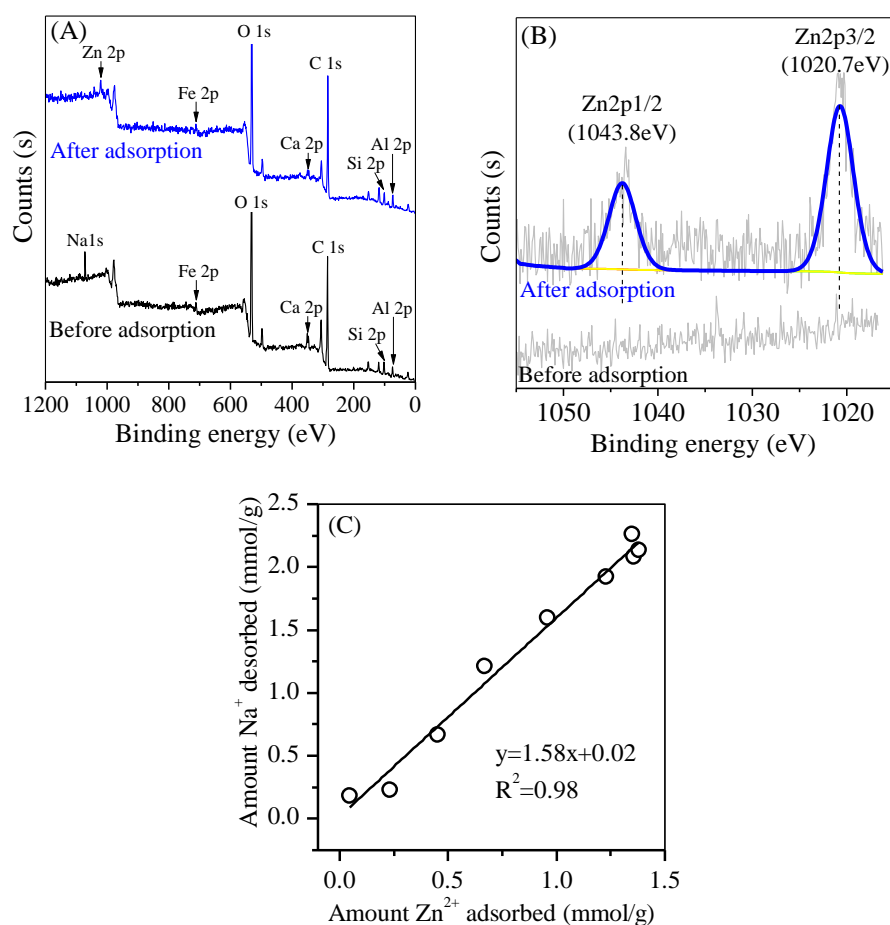 (A)
Zn 2p
O 1s
C 1s
Fe 2p
After adsorption
Ca 2p
Al 2p
Si 2p
O 1s
Na1s
C 1s
Fe 2p
Before adsorption
Ca 2p
Al 2p
Si 2p
Counts (s)
1200 1000 800 600 400 200 0
Binding energy (eV)
(B)
Zn2p3/2
(1020.7eV)
Zn2p1/2
(1043.8eV)
After adsorption
Before adsorption
Counts (s)
1050 1040 1030 1020
Binding energy (eV)
(C)
2.5
2.0
1.5
1.0
0.5
0.0
Amount Na⁺ desorbed (mmol/g)
y=1.58x+0.02
R²=0.98
0.0 0.5 1.0 1.5
Amount Zn²⁺ adsorbed (mmol/g)